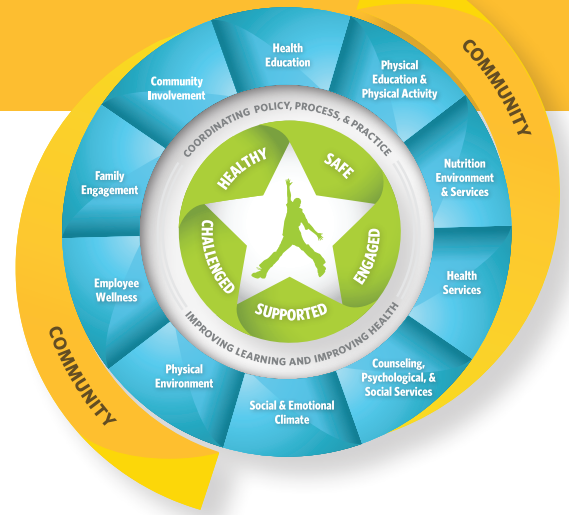 COMMUNITY
Health
Education
Physical
Education &
Physical Activity
Nutrition
Environment
& Services
Health
Services
Counseling,
Psychological, &
Social Services
Social & Emotional
Climate
Physical
Environment
Employee
Wellness
Family
Engagement
Community
Involvement
COORDINATING POLICY, PROCESS, & PRACTICE
IMPROVING LEARNING AND IMPROVING HEALTH
HEALTHY
SAFE
ENGAGED
SUPPORTED
CHALLENGED
COMMUNITY